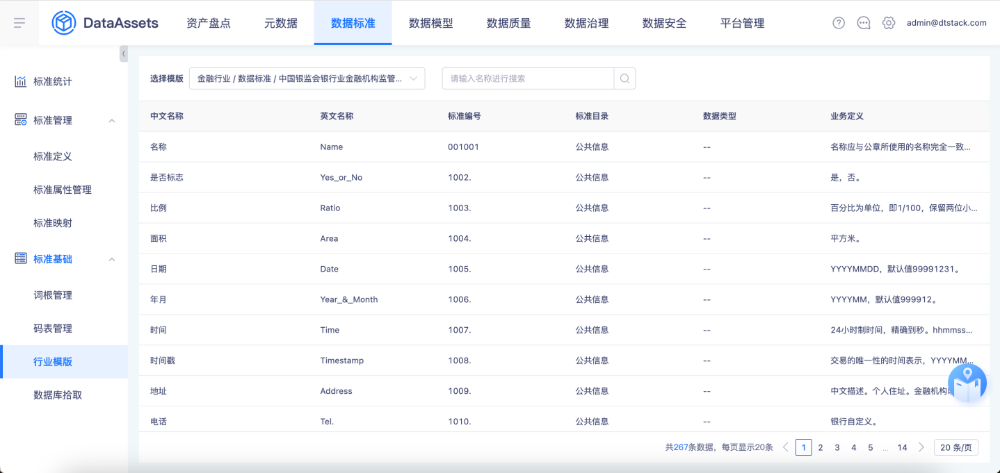 DataAssets 资产盘点 元数据 数据标准 数据模型 数据质量 数据治理 数据安全 平台管理 admin@dtstack.com
标准统计
标准管理
标准定义
标准属性管理
标准映射
标准基础
词根管理
码表管理
行业模版
数据库拾取
选择模版 金融行业 / 数据标准 / 中国银监会银行业金融机构监管... 请输入名称进行搜索
中文名称 英文名称 标准编号 标准目录 数据类型 业务定义
名称 Name 001001 公共信息 -- 名称应与公章所使用的名称完全一致...
是否标志 Yes_or_No 1002. 公共信息 -- 是，否。
比例 Ratio 1003. 公共信息 -- 百分比为单位，即1/100，保留两位小...
面积 Area 1004. 公共信息 -- 平方米。
日期 Date 1005. 公共信息 -- YYYYMMDD，默认值99991231。
年月 Year_&_Month 1006. 公共信息 -- YYYYMM，默认值999912。
时间 Time 1007. 公共信息 -- 24小时制时间，精确到秒。hhmmss...
时间戳 Timestamp 1008. 公共信息 -- 交易的唯一性的时间表示，YYYYMM...
地址 Address 1009. 公共信息 -- 中文描述。个人住址。金融机构
电话 Tel. 1010. 公共信息 -- 银行自定义。
共267条数据，每页显示20条 1 2 3 4 5 ... 14 20 条/页